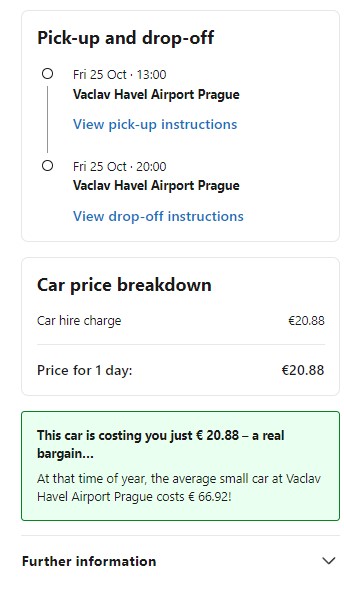 Pick-up and drop-off
Fri 25 Oct · 13:00
Vaclav Havel Airport Prague
View pick-up instructions
Fri 25 Oct · 20:00
Vaclav Havel Airport Prague
View drop-off instructions
Car price breakdown
Car hire charge €20.88
Price for 1 day: €20.88
This car is costing you just € 20.88 – a real
bargain…
At that time of year, the average small car at Vaclav
Havel Airport Prague costs € 66.92!
Further information